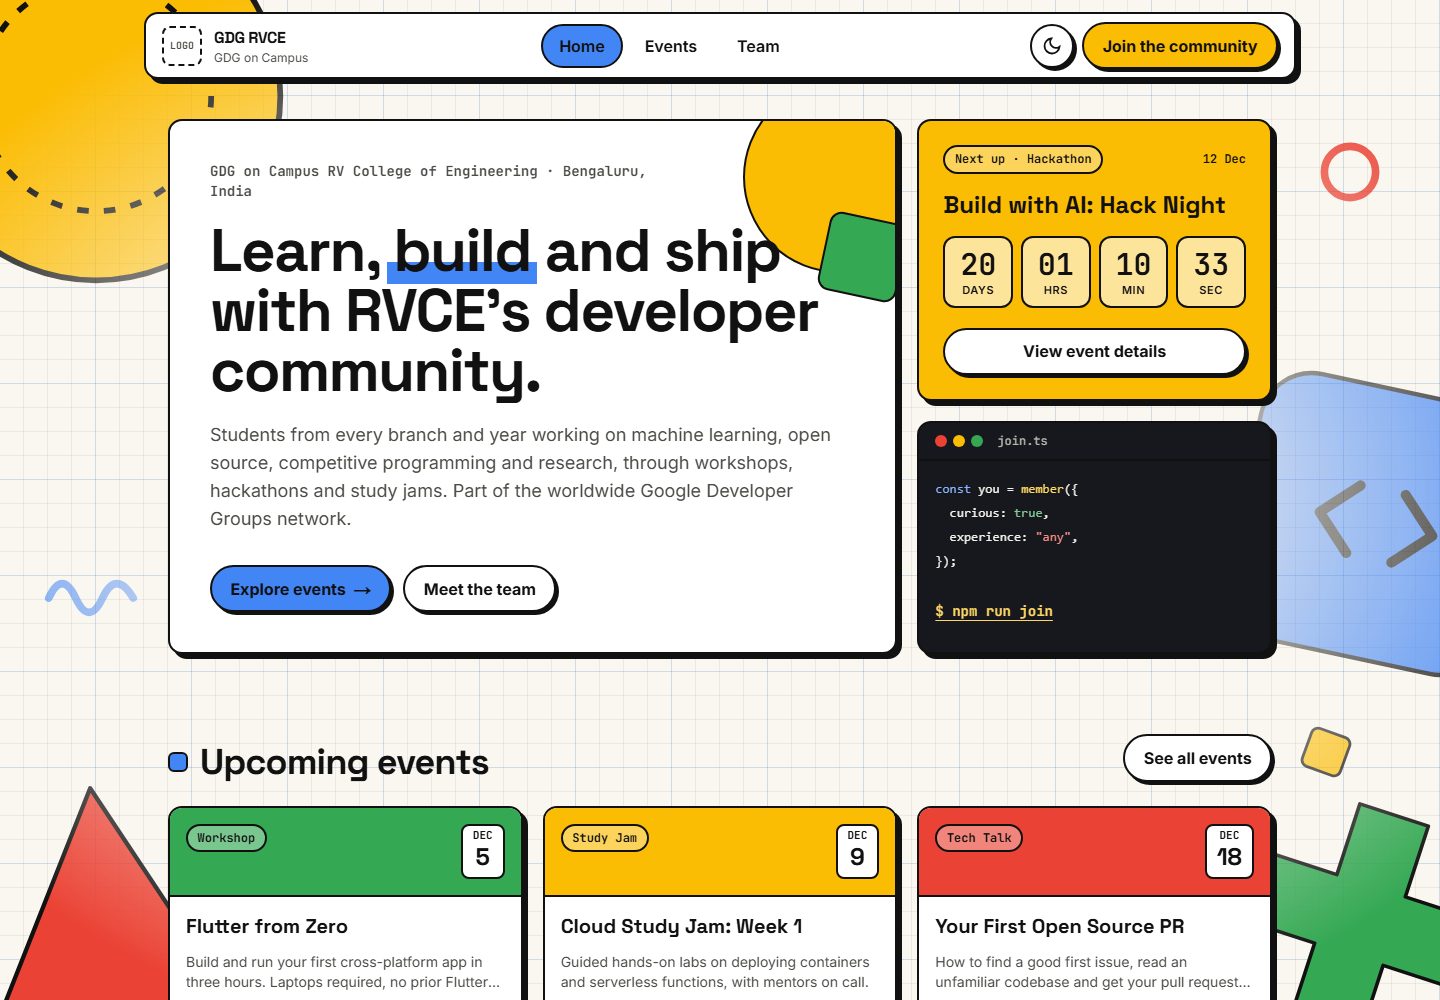 LOGO
GDG RVCE
GDG on Campus
Home
Events
Team
Join the community
GDG on Campus RV College of Engineering · Bengaluru,
India
Learn, build and ship
with RVCE's developer
community.
Students from every branch and year working on machine learning, open
source, competitive programming and research, through workshops,
hackathons and study jams. Part of the worldwide Google Developer
Groups network.
Explore events →
Meet the team
Next up · Hackathon
12 Dec
Build with AI: Hack Night
20
DAYS
01
HRS
10
MIN
33
SEC
View event details
join.ts
const you = member({
  curious: true,
  experience: "any",
});
$ npm run join
Upcoming events
See all events
Workshop
DEC
5
Flutter from Zero
Build and run your first cross-platform app in
three hours. Laptops required, no prior Flutter...
Study Jam
DEC
9
Cloud Study Jam: Week 1
Guided hands-on labs on deploying containers
and serverless functions, with mentors on call.
Tech Talk
DEC
18
Your First Open Source PR
How to find a good first issue, read an
unfamiliar codebase and get your pull request...